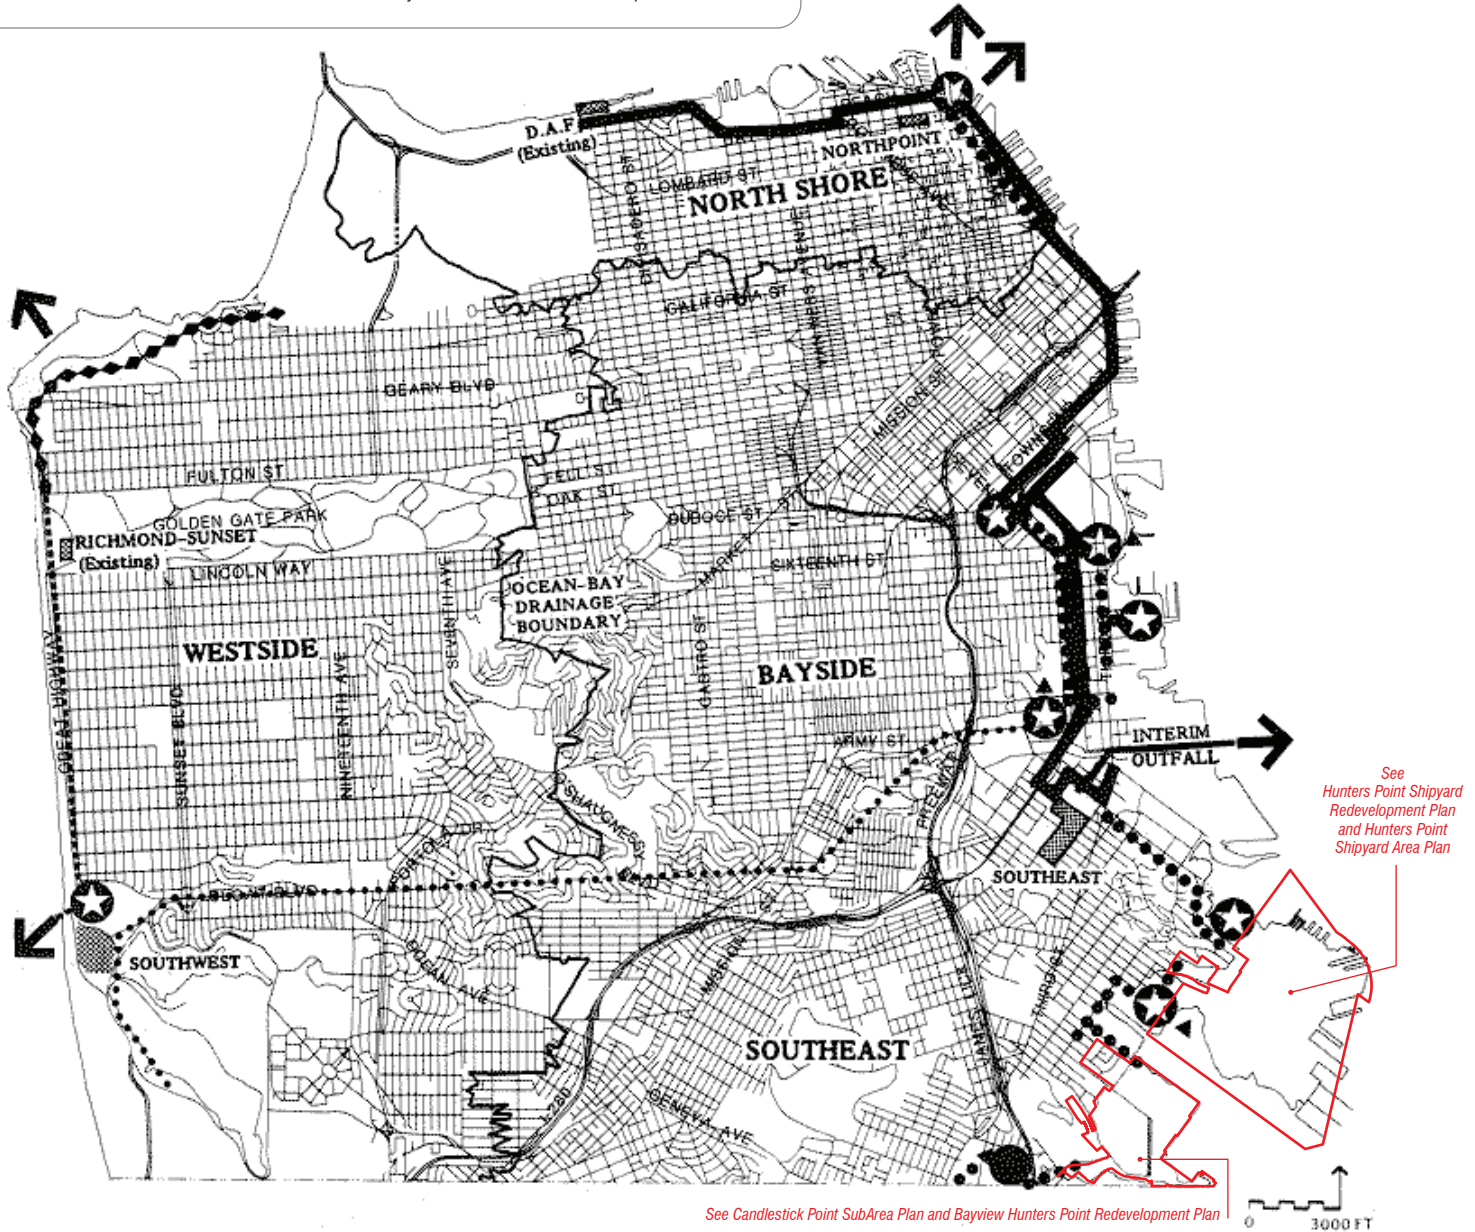 D.A.F
(Existing)
NORTHPOINT
LOMBARD ST
NORTH SHORE
CALIFORNIA ST
GEARY BLVD
MISSION ST
FULTON ST
FELL ST
OAK ST
GOLDEN GATE PARK
RICHMOND-SUNSET
(Existing)
LINCOLN WAY
DUBOCE ST
MARKET
SIXTEENTH ST
OCEAN-BAY
DRAINAGE
BOUNDARY
SEVENTH AVE
WESTSIDE
BAYSIDE
CASTRO ST
GREAT HIGHWAY
SUNSET BLVD
NINETEENTH AVE
ARMY ST
INTERIM
OUTFALL
See
Hunters Point Shipyard
Redevelopment Plan
and Hunters Point
Shipyard Area Plan
SOUTHEAST
SOUTHWEST
OCEAN AVE
MISSION
THIRD ST
SOUTHEAST
I-280
GENEVA AVE
See Candlestick Point SubArea Plan and Bayview Hunters Point Redevelopment Plan
0 3000 FT